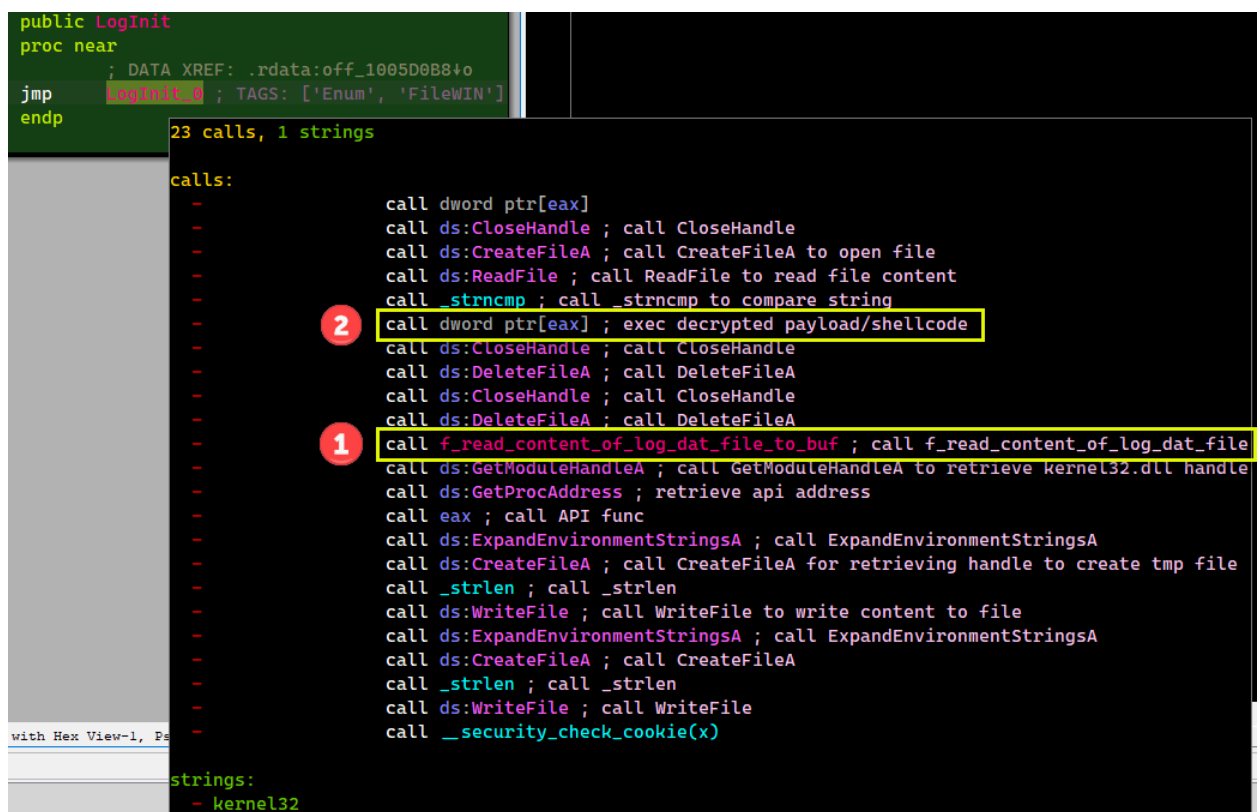 public LogInit
proc near
; DATA XREF: .rdata:off_1005D0B8↓o
jmp LogInit_0 ; TAGS: ['Enum', 'FileWIN']
endp
23 calls, 1 strings
calls:
- call dword ptr[eax]
- call ds:CloseHandle ; call CloseHandle
- call ds:CreateFileA ; call CreateFileA to open file
- call ds:ReadFile ; call ReadFile to read file content
- call _strncmp ; call _strncmp to compare string
- 2 call dword ptr[eax] ; exec decrypted payload/shellcode
- call ds:CloseHandle ; call CloseHandle
- call ds:DeleteFileA ; call DeleteFileA
- call ds:CloseHandle ; call CloseHandle
- call ds:DeleteFileA ; call DeleteFileA
- 1 call f_read_content_of_log_dat_file_to_buf ; call f_read_content_of_log_dat_file
- call ds:GetModuleHandleA ; call GetModuleHandleA to retrieve kernel32.dll handle
- call ds:GetProcAddress ; retrieve api address
- call eax ; call API func
- call ds:ExpandEnvironmentStringsA ; call ExpandEnvironmentStringsA
- call ds:CreateFileA ; call CreateFileA for retrieving handle to create tmp file
- call _strlen ; call _strlen
- call ds:WriteFile ; call WriteFile to write content to file
- call ds:ExpandEnvironmentStringsA ; call ExpandEnvironmentStringsA
- call ds:CreateFileA ; call CreateFileA
- call _strlen ; call _strlen
- call ds:WriteFile ; call WriteFile
with Hex View-1, Ps
- call __security_check_cookie(x)
strings:
- kernel32